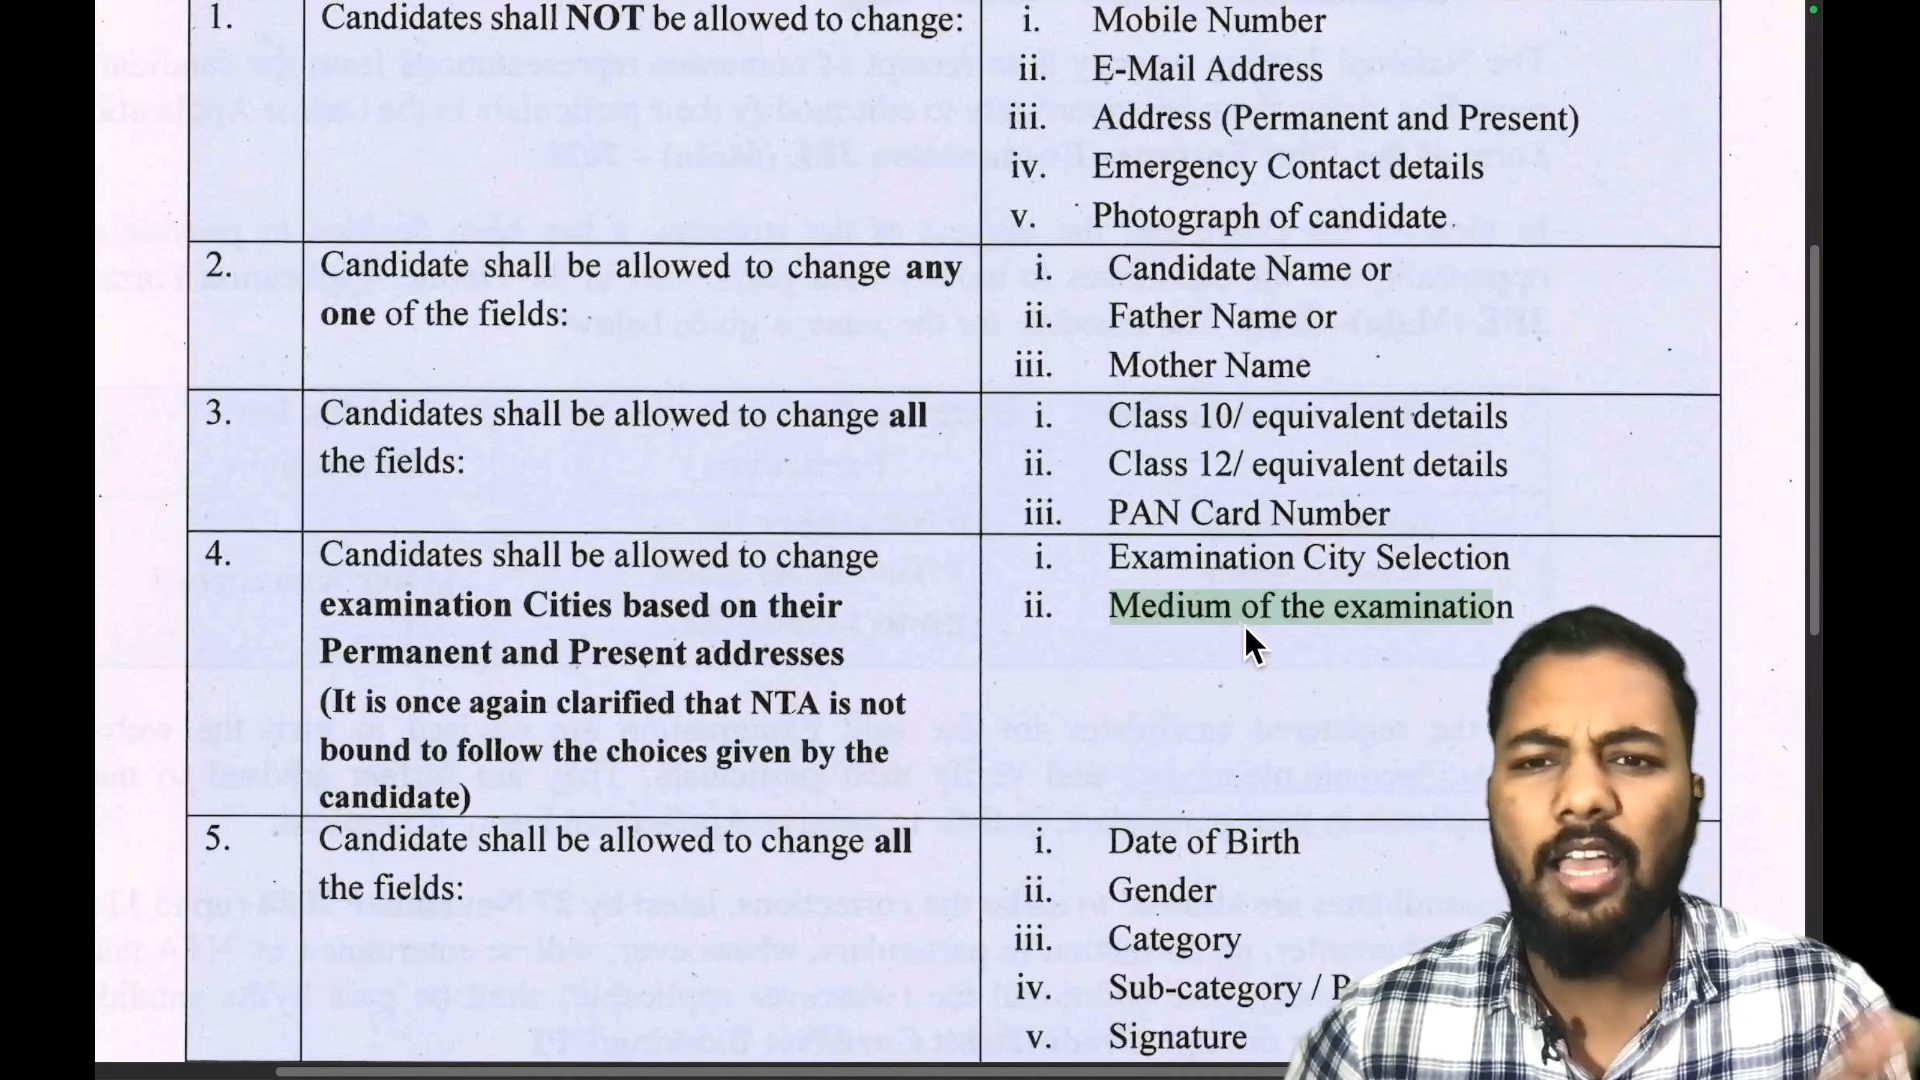 1. Candidates shall NOT be allowed to change:
i. Mobile Number
ii. E-Mail Address
iii. Address (Permanent and Present)
iv. Emergency Contact details
v. Photograph of candidate
2. Candidate shall be allowed to change any
one of the fields:
i. Candidate Name or
ii. Father Name or
iii. Mother Name
3. Candidates shall be allowed to change all
the fields:
i. Class 10/ equivalent details
ii. Class 12/ equivalent details
iii. PAN Card Number
4. Candidates shall be allowed to change
examination Cities based on their
Permanent and Present addresses
(It is once again clarified that NTA is not
bound to follow the choices given by the
candidate)
i. Examination City Selection
ii. Medium of the examination
5. Candidate shall be allowed to change all
the fields:
i. Date of Birth
ii. Gender
iii. Category
iv. Sub-category /
v. Signature